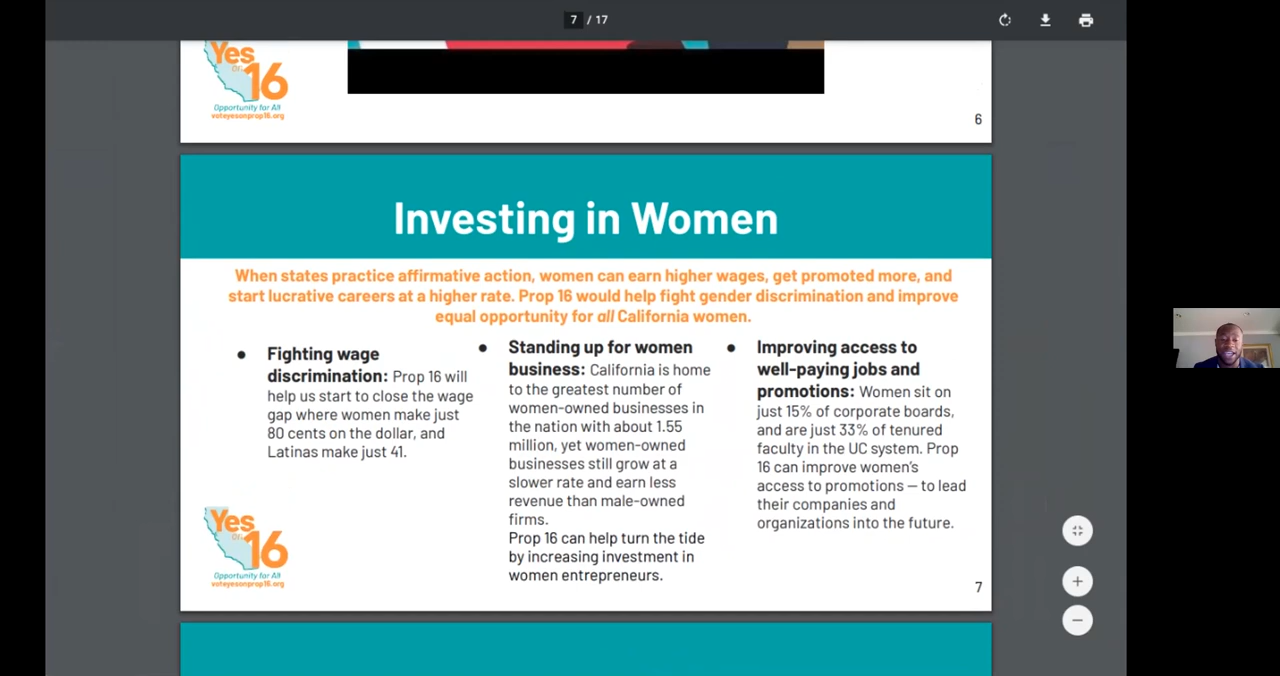 7 / 17
Yes
on
16
Opportunity for All
voteyesonprop16.org
6
Investing in Women
When states practice affirmative action, women can earn higher wages, get promoted more, and
start lucrative careers at a higher rate. Prop 16 would help fight gender discrimination and improve
equal opportunity for all California women.
● Fighting wage
discrimination: Prop 16 will
help us start to close the wage
gap where women make just
80 cents on the dollar, and
Latinas make just 41.
● Standing up for women
business: California is home
to the greatest number of
women-owned businesses in
the nation with about 1.55
million, yet women-owned
businesses still grow at a
slower rate and earn less
revenue than male-owned
firms.
Prop 16 can help turn the tide
by increasing investment in
women entrepreneurs.
● Improving access to
well-paying jobs and
promotions: Women sit on
just 15% of corporate boards,
and are just 33% of tenured
faculty in the UC system. Prop
16 can improve women's
access to promotions — to lead
their companies and
organizations into the future.
Yes
on
16
Opportunity for All
voteyesonprop16.org
7